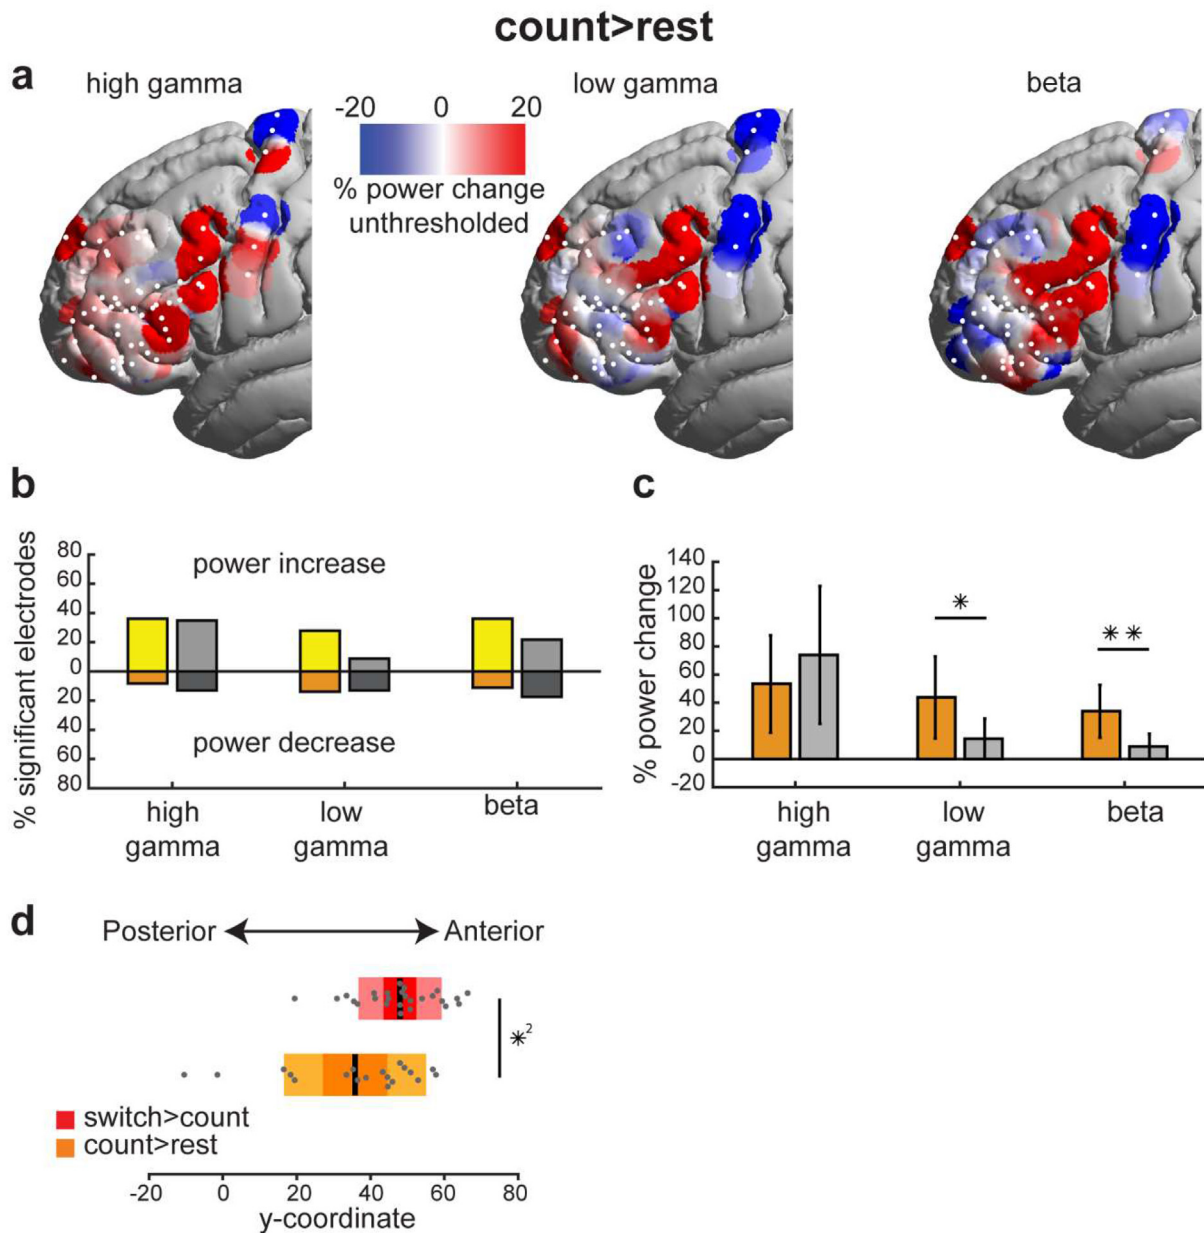 count>rest
a
high gamma
low gamma
beta
-20 0 20
% power change
unthresholded
b
% significant electrodes
80
60
40
20
0
20
40
60
80
power increase
power decrease
high
gamma
low
gamma
beta
c
% power change
140
120
100
80
60
40
20
0
-20
*
**
high
gamma
low
gamma
beta
d
Posterior
Anterior
*2
switch>count
count>rest
-20 0 20 40 60 80
y-coordinate